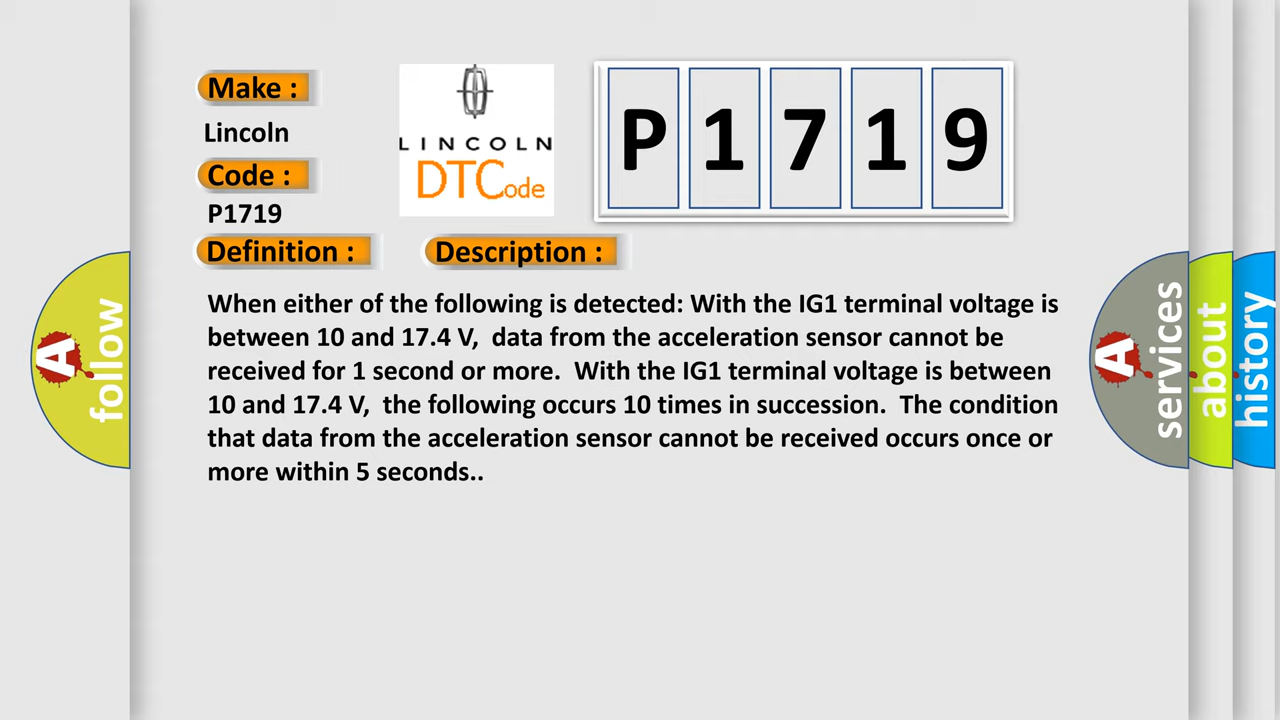 Make :
Lincoln
Code :
P1719
LINCOLN
DTCode
P1719
Definition :
Description :
When either of the following is detected: With the IG1 terminal voltage is
between 10 and 17.4 V,  data from the acceleration sensor cannot be
received for 1 second or more.  With the IG1 terminal voltage is between
10 and 17.4 V,  the following occurs 10 times in succession.  The condition
that data from the acceleration sensor cannot be received occurs once or
more within 5 seconds..
A
follow
A
services
about
history